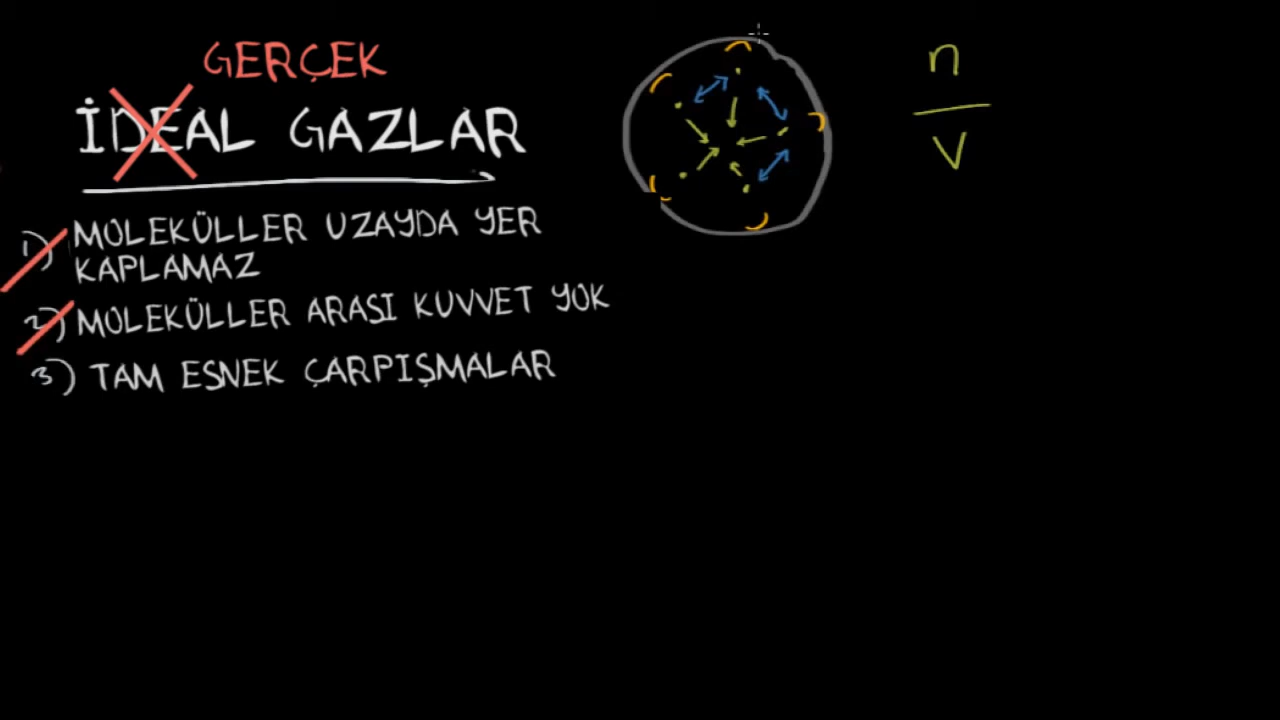 GERÇEK
İDEAL GAZLAR
1) MOLEKÜLLER UZAYDA YER
KAPLAMAZ
2) MOLEKÜLLER ARASI KUVVET YOK
3) TAM ESNEK ÇARPIŞMALAR
n
V